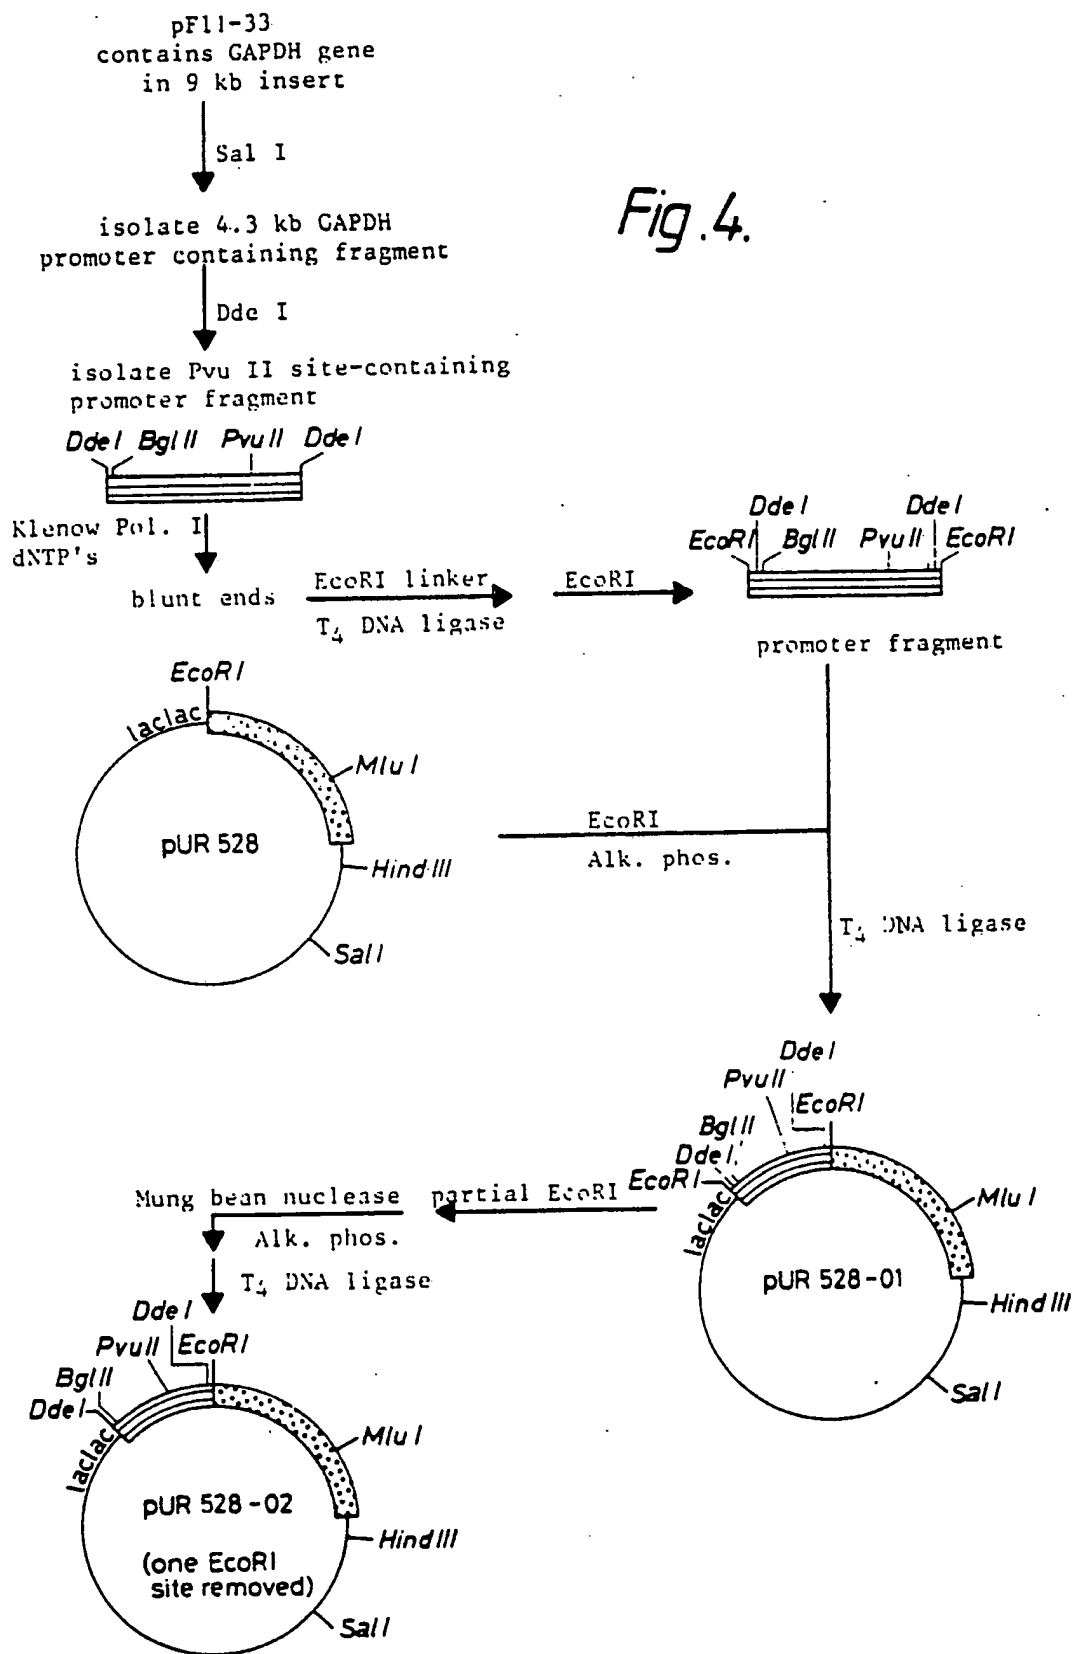 pF11-33
contains GAPDH gene
in 9 kb insert
Sal I
Fig.4.
isolate 4.3 kb GAPDH
promoter containing fragment
Dde I
isolate Pvu II site-containing
promoter fragment
DdeI BglII PvuII DdeI
Klenow Pol. I
dNTP's
blunt ends
EcoRI linker
T4 DNA ligase
EcoRI
DdeI DdeI
EcoRI BglII PvuII EcoRI
promoter fragment
EcoRI
laclac
MluI
pUR 528
HindIII
SalI
EcoRI
Alk. phos.
T4 DNA ligase
DdeI
PvuII
EcoRI
BglII
DdeI
EcoRI
laclac
MluI
pUR 528-01
HindIII
SalI
partial EcoRI
Mung bean nuclease
Alk. phos.
T4 DNA ligase
DdeI
PvuII EcoRI
BglII
DdeI
laclac
MluI
pUR 528-02
(one EcoRI
site removed)
HindIII
SalI